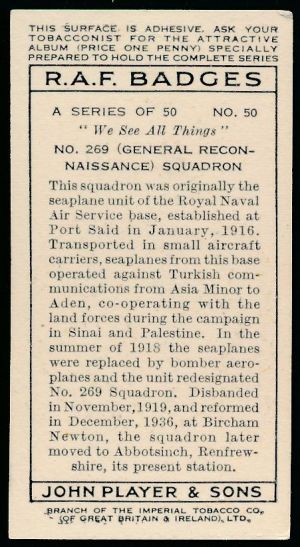 THIS SURFACE IS ADHESIVE. ASK YOUR
TOBACCONIST FOR THE ATTRACTIVE
ALBUM (PRICE ONE PENNY) SPECIALLY
PREPARED TO HOLD THE COMPLETE SERIES
R.A.F. BADGES
A SERIES OF 50 NO. 50
"We See All Things"
NO. 269 (GENERAL RECON-
NAISSANCE) SQUADRON
This squadron was originally the
seaplane unit of the Royal Naval
Air Service base, established at
Port Said in January, 1916.
Transported in small aircraft
carriers, seaplanes from this base
operated against Turkish com-
munications from Asia Minor to
Aden, co-operating with the
land forces during the campaign
in Sinai and Palestine. In the
summer of 1918 the seaplanes
were replaced by bomber aero-
planes and the unit redesignated
No. 269 Squadron. Disbanded
in November, 1919, and reformed
in December, 1936, at Bircham
Newton, the squadron later
moved to Abbotsinch, Renfrew-
shire, its present station.
JOHN PLAYER & SONS
BRANCH OF THE IMPERIAL TOBACCO CO.
(OF GREAT BRITAIN & IRELAND), LTD.